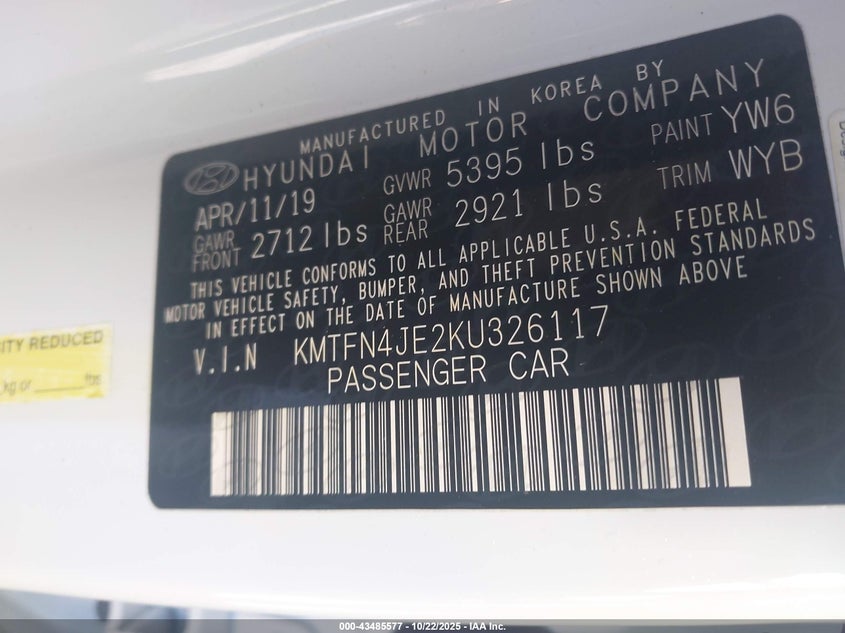 MANUFACTURED IN KOREA BY
HYUNDAI MOTOR COMPANY
APR/11/19 GVWR 5395 lbs PAINT YW6
GAWR FRONT 2712 lbs GAWR REAR 2921 lbs TRIM WYB
THIS VEHICLE CONFORMS TO ALL APPLICABLE U.S.A. FEDERAL
MOTOR VEHICLE SAFETY, BUMPER, AND THEFT PREVENTION STANDARDS
IN EFFECT ON THE DATE OF MANUFACTURE SHOWN ABOVE
V.I.N KMTFN4JE2KU326117
PASSENGER CAR
REDUCED
kg or ____ lbs
000-43485577 - 10/22/2025 - IAA Inc.